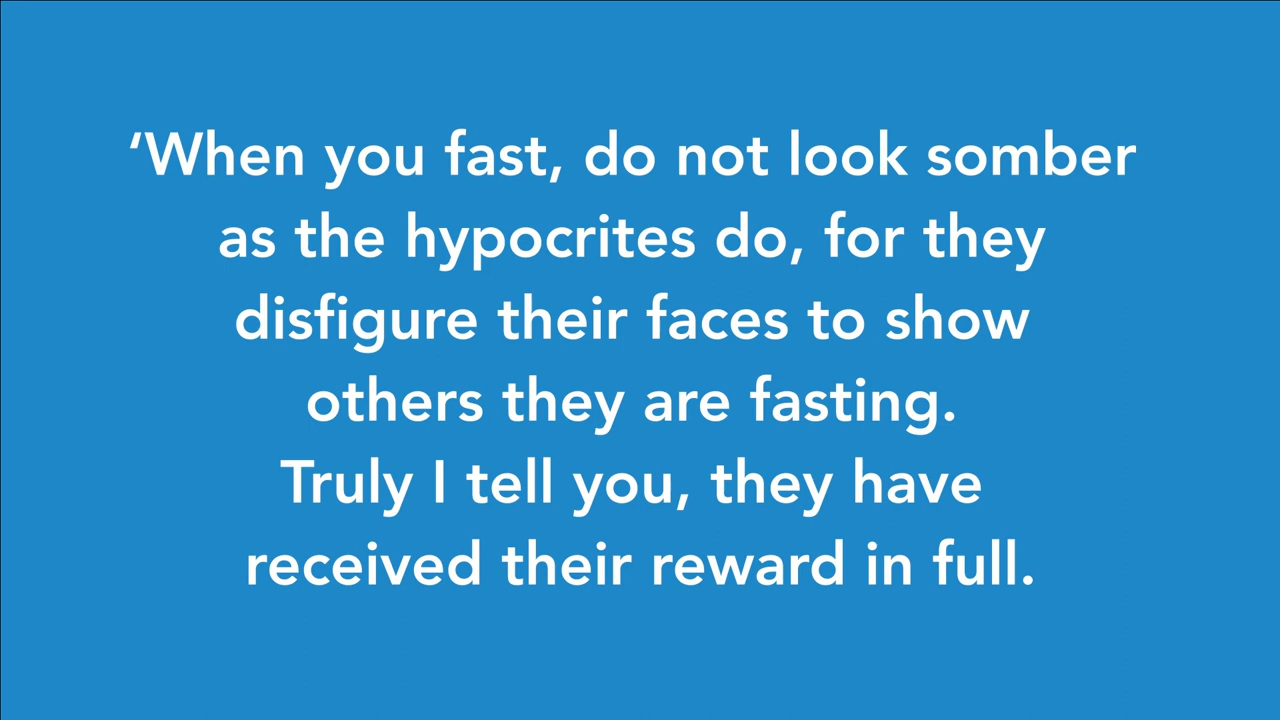 ‘When you fast, do not look somber
as the hypocrites do, for they
disfigure their faces to show
others they are fasting.
Truly I tell you, they have
received their reward in full.